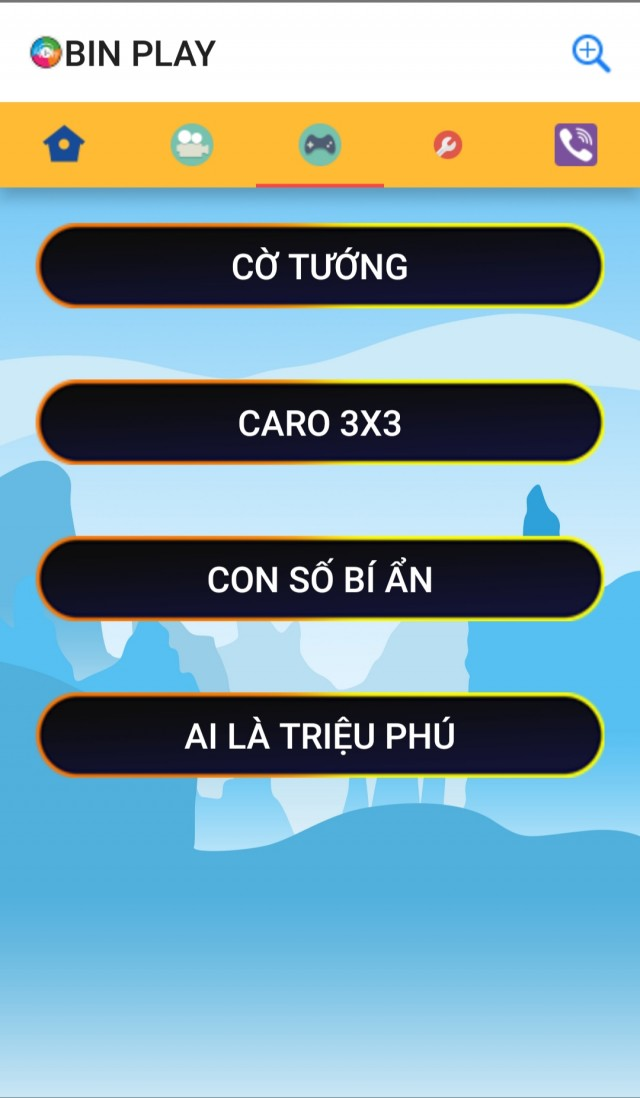 BIN PLAY
CỜ TƯỚNG
CARO 3X3
CON SỐ BÍ ẨN
AI LÀ TRIỆU PHÚ